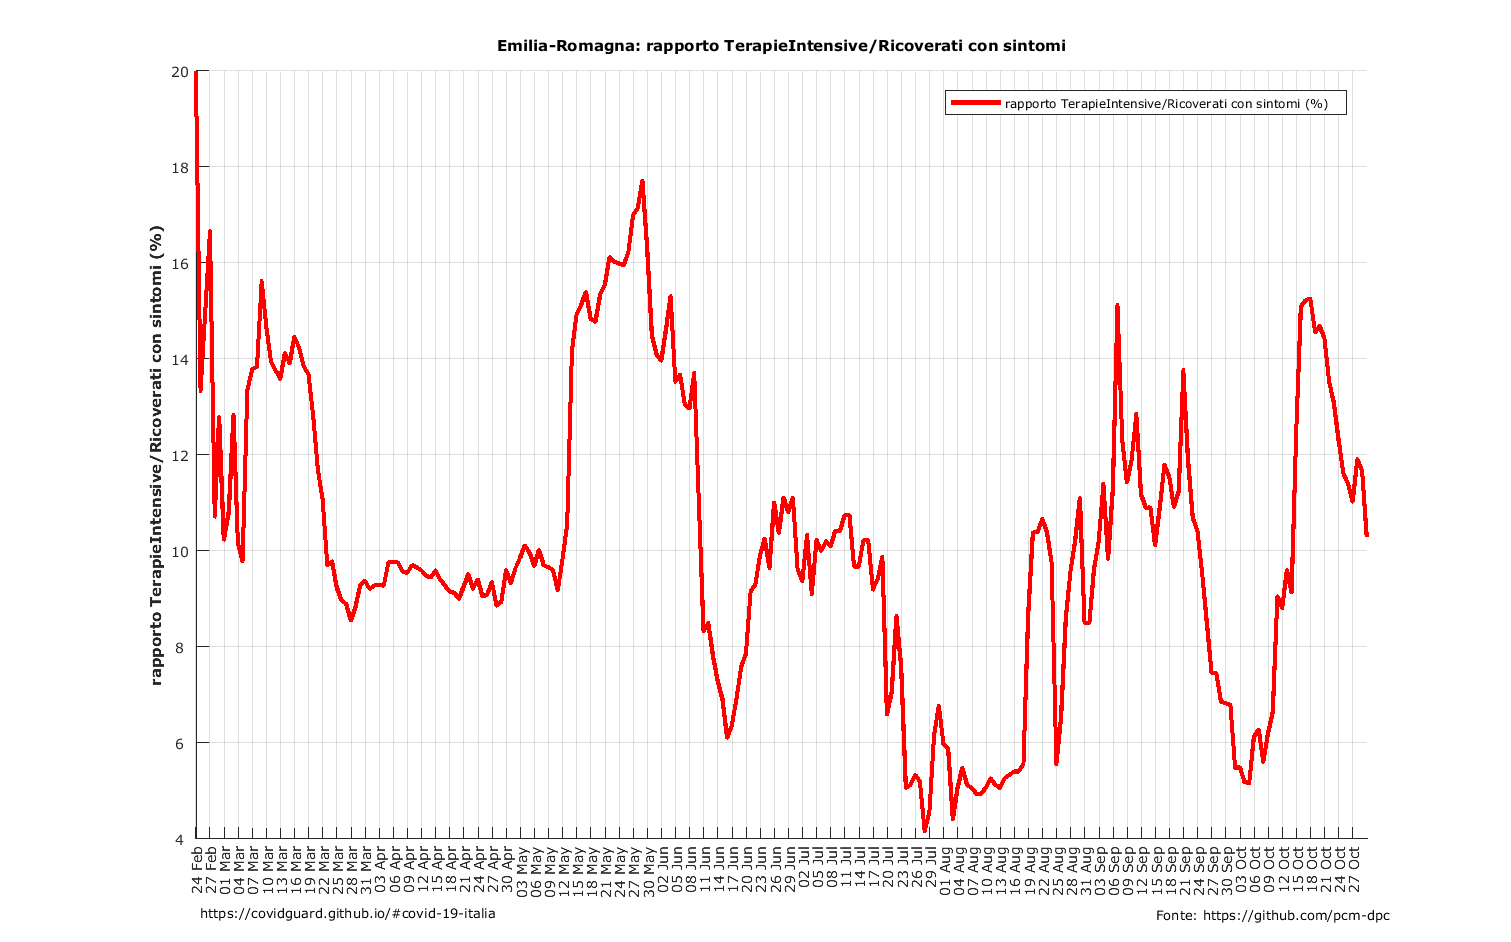 Emilia-Romagna: rapporto TerapieIntensive/Ricoverati con sintomi
rapporto TerapieIntensive/Ricoverati con sintomi (%)
rapporto TerapieIntensive/Ricoverati con sintomi (%)
20
18
16
14
12
10
8
6
4
24 Feb
27 Feb
01 Mar
04 Mar
07 Mar
10 Mar
13 Mar
16 Mar
19 Mar
22 Mar
25 Mar
28 Mar
31 Mar
03 Apr
06 Apr
09 Apr
12 Apr
15 Apr
18 Apr
21 Apr
24 Apr
27 Apr
30 Apr
03 May
06 May
09 May
12 May
15 May
18 May
21 May
24 May
27 May
30 May
02 Jun
05 Jun
08 Jun
11 Jun
14 Jun
17 Jun
20 Jun
23 Jun
26 Jun
29 Jun
02 Jul
05 Jul
08 Jul
11 Jul
14 Jul
17 Jul
20 Jul
23 Jul
26 Jul
29 Jul
01 Aug
04 Aug
07 Aug
10 Aug
13 Aug
16 Aug
19 Aug
22 Aug
25 Aug
28 Aug
31 Aug
03 Sep
06 Sep
09 Sep
12 Sep
15 Sep
18 Sep
21 Sep
24 Sep
27 Sep
30 Sep
03 Oct
06 Oct
09 Oct
12 Oct
15 Oct
18 Oct
21 Oct
24 Oct
27 Oct
https://covidguard.github.io/#covid-19-italia
Fonte: https://github.com/pcm-dpc